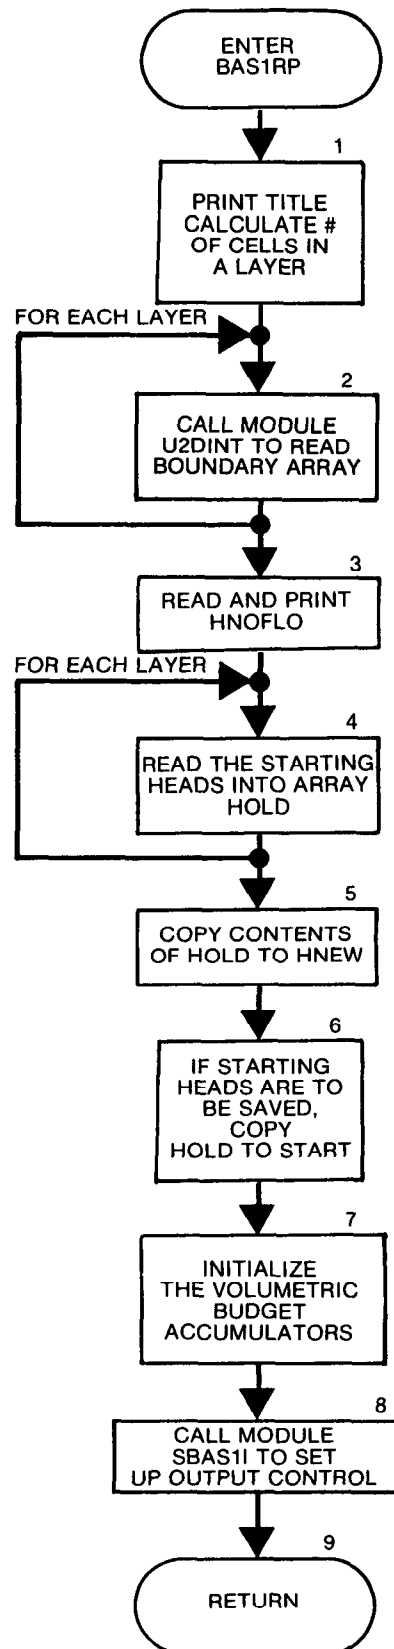 ENTER
BAS1RP
1
PRINT TITLE
CALCULATE #
OF CELLS IN
A LAYER
FOR EACH LAYER
2
CALL MODULE
U2DINT TO READ
BOUNDARY ARRAY
3
READ AND PRINT
HNOFLO
FOR EACH LAYER
4
READ THE STARTING
HEADS INTO ARRAY
HOLD
5
COPY CONTENTS
OF HOLD TO HNEW
6
IF STARTING
HEADS ARE TO
BE SAVED,
COPY
HOLD TO START
7
INITIALIZE
THE VOLUMETRIC
BUDGET
ACCUMULATORS
8
CALL MODULE
SBAS1I TO SET
UP OUTPUT CONTROL
9
RETURN